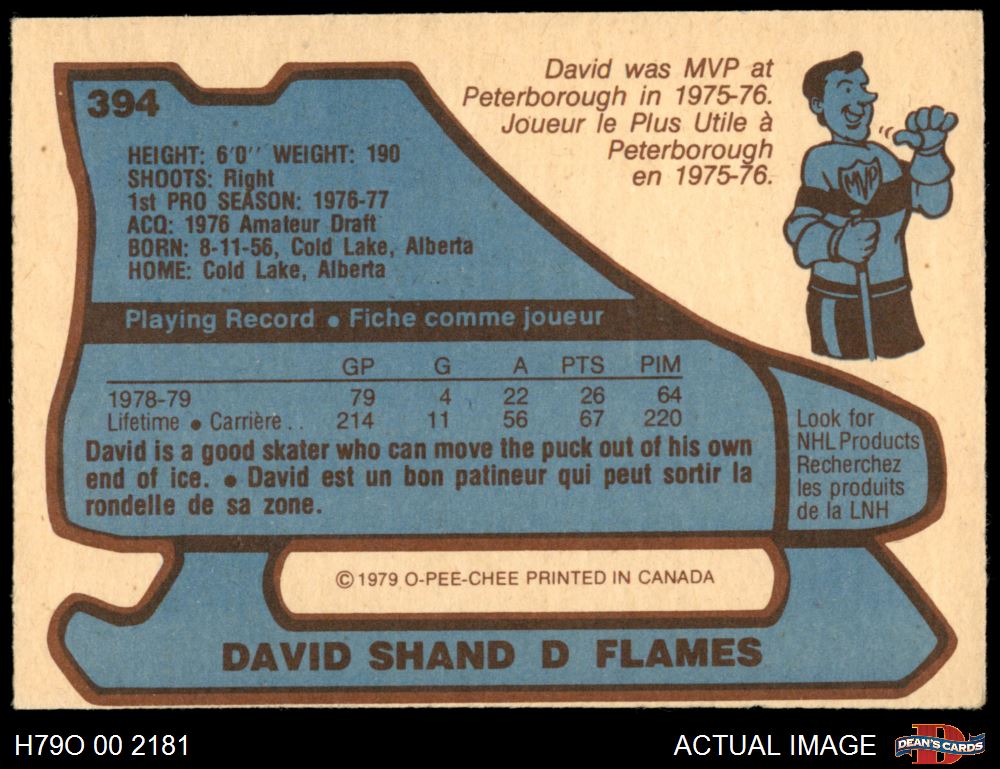 394
David was MVP at
Peterborough in 1975-76.
Joueur le Plus Utile à
Peterborough
en 1975-76.
MVP
HEIGHT: 6'0'' WEIGHT: 190
SHOOTS: Right
1st PRO SEASON: 1976-77
ACQ: 1976 Amateur Draft
BORN: 8-11-56, Cold Lake, Alberta
HOME: Cold Lake, Alberta
Playing Record • Fiche comme joueur
GP G A PTS PIM
1978-79 79 4 22 26 64
Lifetime • Carrière . . 214 11 56 67 220
David is a good skater who can move the puck out of his own
end of ice. • David est un bon patineur qui peut sortir la
rondelle de sa zone.
Look for
NHL Products
Recherchez
les produits
de la LNH
© 1979 O-PEE-CHEE PRINTED IN CANADA
DAVID SHAND D FLAMES
H79O 00 2181
ACTUAL IMAGE
D
DEAN'S CARDS